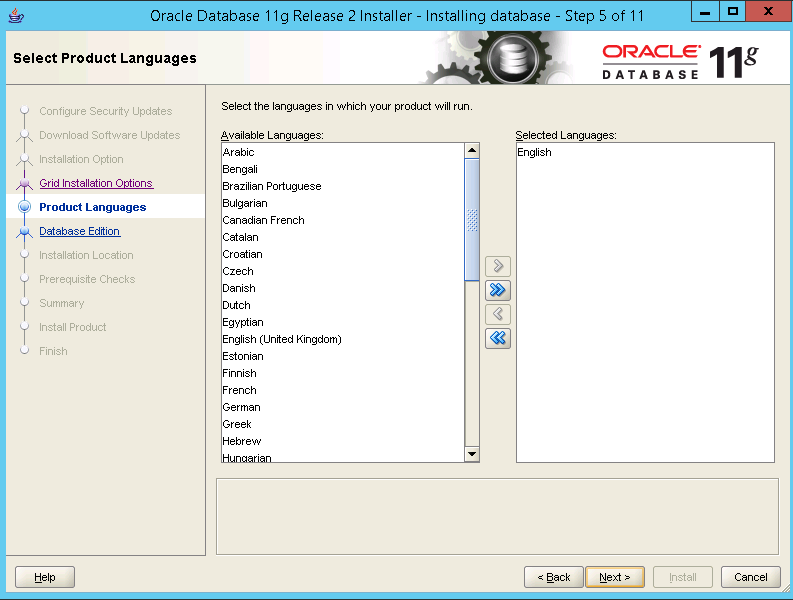 Oracle Database 11g Release 2 Installer - Installing database - Step 5 of 11
Select Product Languages
ORACLE
DATABASE
11g
Configure Security Updates
Download Software Updates
Installation Option
Grid Installation Options
Product Languages
Database Edition
Installation Location
Prerequisite Checks
Summary
Install Product
Finish
Select the languages in which your product will run.
Available Languages:
Arabic
Bengali
Brazilian Portuguese
Bulgarian
Canadian French
Catalan
Croatian
Czech
Danish
Dutch
Egyptian
English (United Kingdom)
Estonian
Finnish
French
German
Greek
Hebrew
Hungarian
Selected Languages:
English
Help
< Back
Next >
Install
Cancel